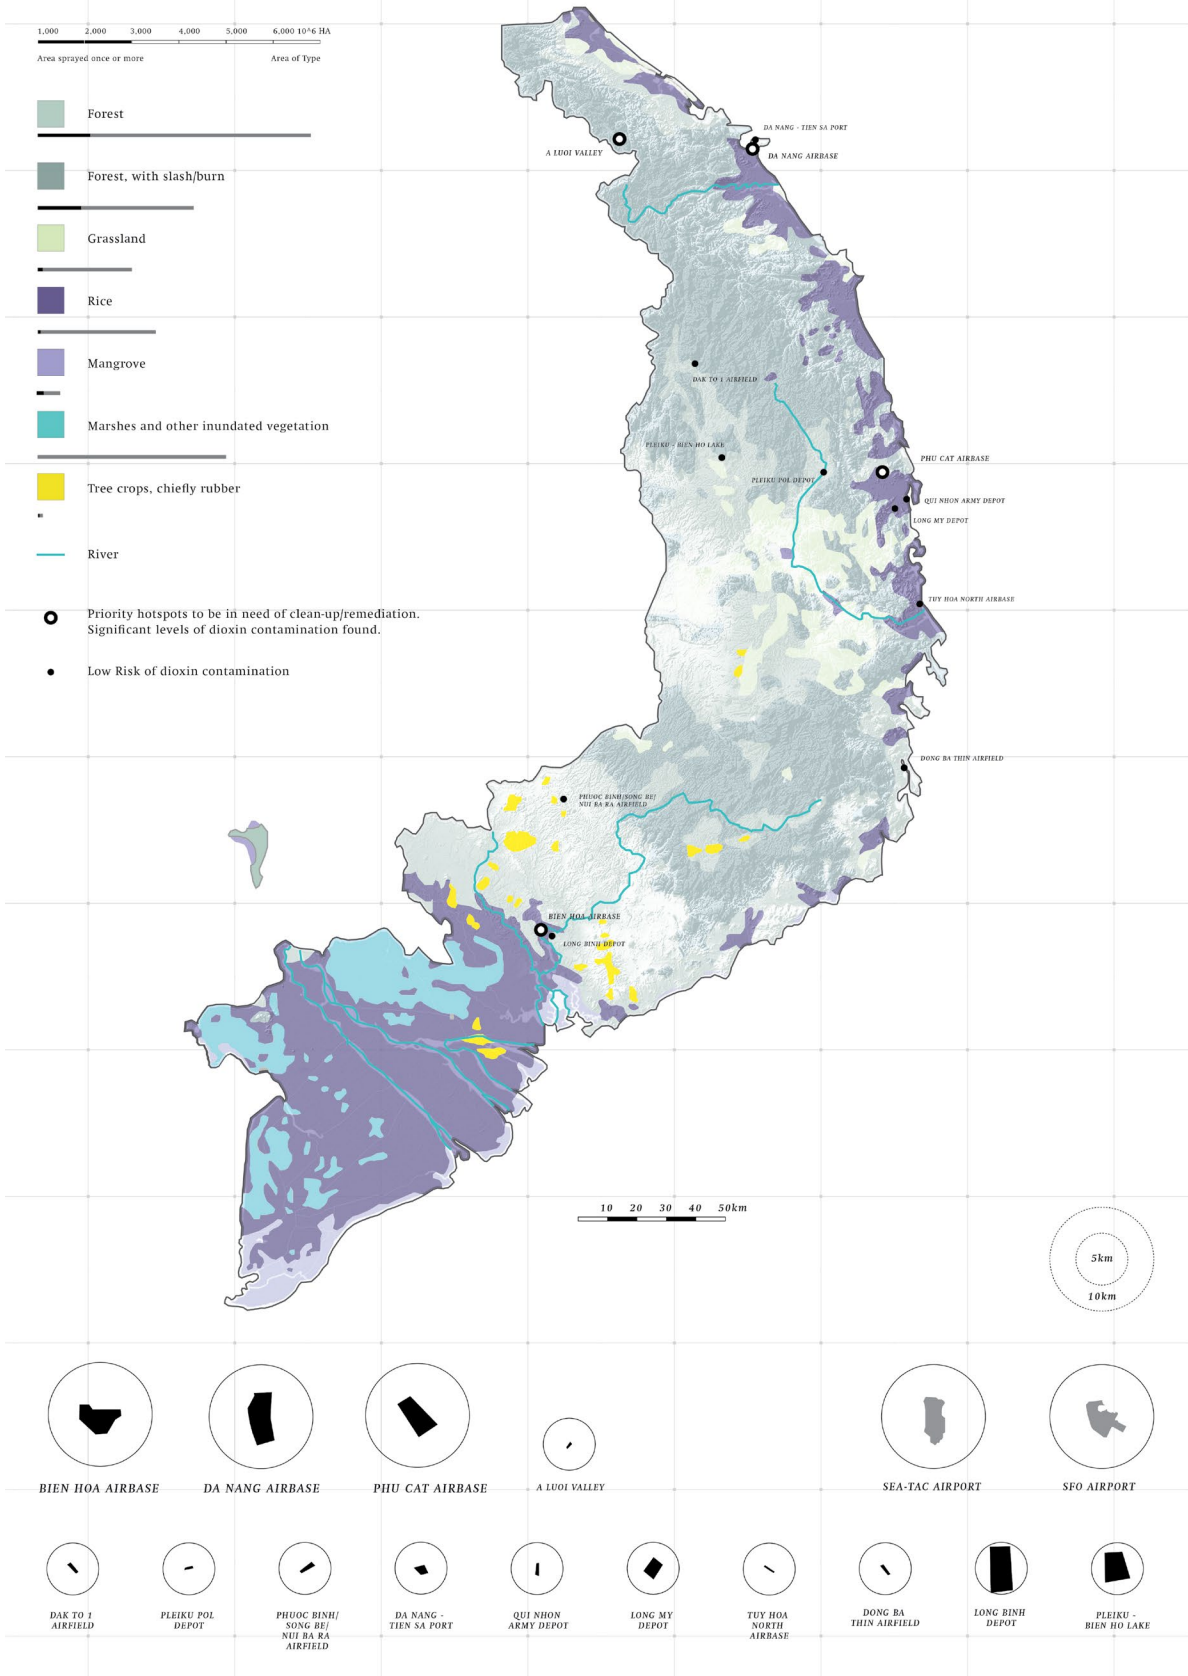 1,000 2,000 3,000 4,000 5,000 6,000 10^6 HA
Area sprayed once or more Area of Type
Forest
Forest, with slash/burn
Grassland
Rice
Mangrove
Marshes and other inundated vegetation
Tree crops, chiefly rubber
River
Priority hotspots to be in need of clean-up/remediation.
Significant levels of dioxin contamination found.
Low Risk of dioxin contamination
DA NANG - TIEN SA PORT
A LUOI VALLEY
DA NANG AIRBASE
DAK TO 1 AIRFIELD
PLEIKU - BIEN HO LAKE
PHU CAT AIRBASE
PLEIKU POL DEPOT
QUI NHON ARMY DEPOT
LONG MY DEPOT
TUY HOA NORTH AIRBASE
DONG BA THIN AIRFIELD
PHUOC BINH/SONG BE/
NUI BA RA AIRFIELD
BIEN HOA AIRBASE
LONG BINH DEPOT
10 20 30 40 50km
5km
10km
BIEN HOA AIRBASE
DA NANG AIRBASE
PHU CAT AIRBASE
A LUOI VALLEY
SEA-TAC AIRPORT
SFO AIRPORT
DAK TO 1
AIRFIELD
PLEIKU POL
DEPOT
PHUOC BINH/
SONG BE/
NUI BA RA
AIRFIELD
DA NANG -
TIEN SA PORT
QUI NHON
ARMY DEPOT
LONG MY
DEPOT
TUY HOA
NORTH
AIRBASE
DONG BA
THIN AIRFIELD
LONG BINH
DEPOT
PLEIKU -
BIEN HO LAKE